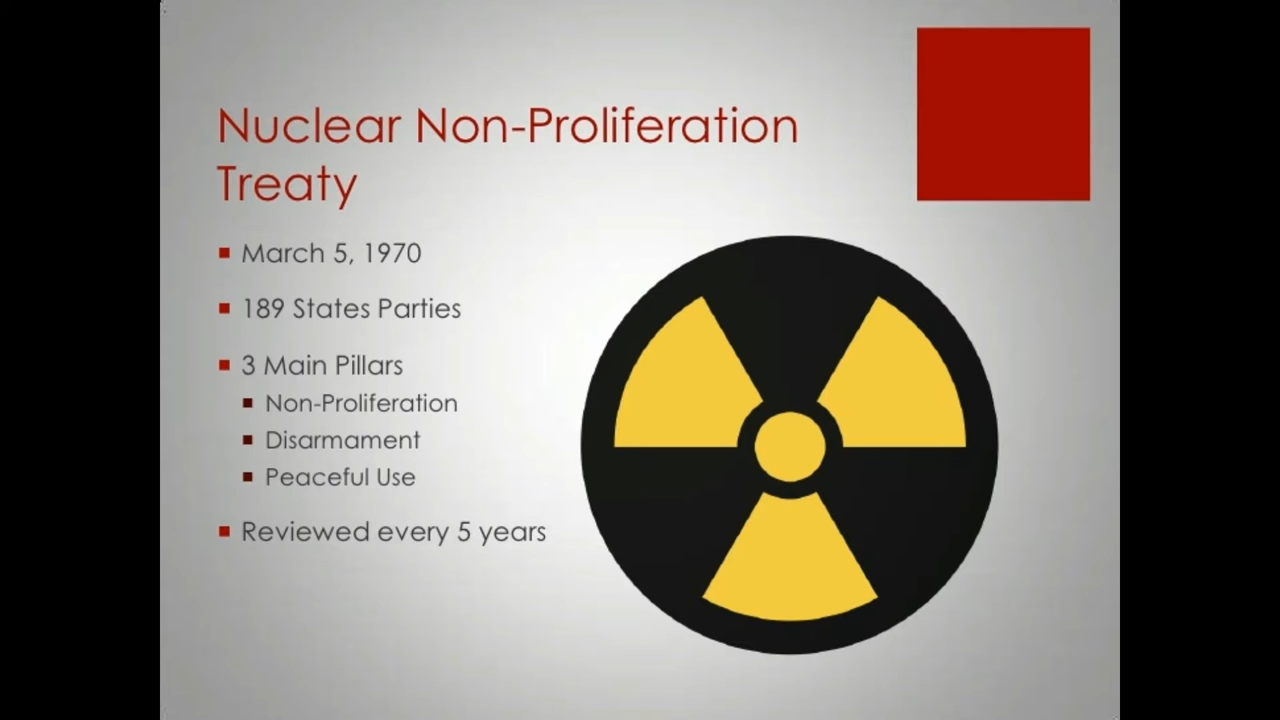 Nuclear Non-Proliferation
Treaty
March 5, 1970
189 States Parties
3 Main Pillars
Non-Proliferation
Disarmament
Peaceful Use
Reviewed every 5 years